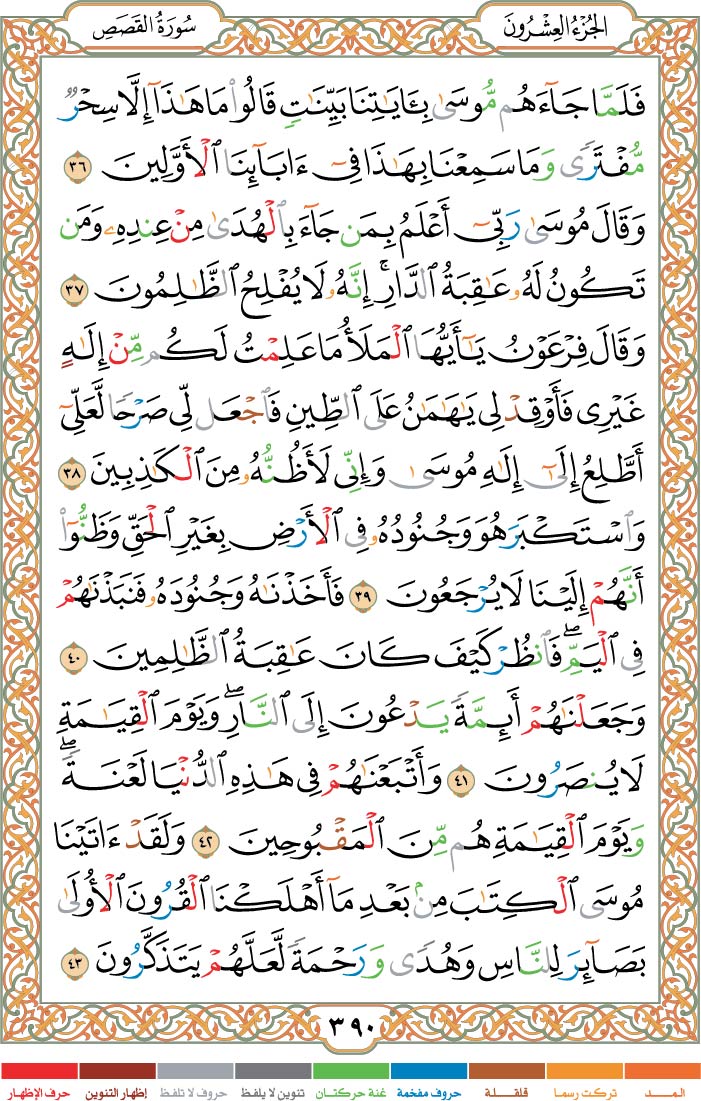 الجُزْءُ العِشْرُونَ
سُورَةُ القَصَصِ
فَلَمَّا جَآءَهُم مُّوسَىٰ بِـَٔايَٰتِنَا بَيِّنَٰتٍ قَالُوا۟ مَا هَٰذَآ إِلَّا سِحْرٌ
مُّفْتَرًى وَمَا سَمِعْنَا بِهَٰذَا فِىٓ ءَابَآئِنَا ٱلْأَوَّلِينَ ٣٦
وَقَالَ مُوسَىٰ رَبِّىٓ أَعْلَمُ بِمَن جَآءَ بِٱلْهُدَىٰ مِنْ عِندِهِۦ وَمَن
تَكُونُ لَهُۥ عَٰقِبَةُ ٱلدَّارِ ۖ إِنَّهُۥ لَا يُفْلِحُ ٱلظَّٰلِمُونَ ٣٧
وَقَالَ فِرْعَوْنُ يَٰٓأَيُّهَا ٱلْمَلَأُ مَا عَلِمْتُ لَكُم مِّنْ إِلَٰهٍ
غَيْرِى فَأَوْقِدْ لِى يَٰهَٰمَٰنُ عَلَى ٱلطِّينِ فَٱجْعَل لِّى صَرْحًا لَّعَلِّىٓ
أَطَّلِعُ إِلَىٰٓ إِلَٰهِ مُوسَىٰ وَإِنِّى لَأَظُنُّهُۥ مِنَ ٱلْكَٰذِبِينَ ٣٨
وَٱسْتَكْبَرَ هُوَ وَجُنُودُهُۥ فِى ٱلْأَرْضِ بِغَيْرِ ٱلْحَقِّ وَظَنُّوٓا۟
أَنَّهُمْ إِلَيْنَا لَا يُرْجَعُونَ ٣٩ فَأَخَذْنَٰهُ وَجُنُودَهُۥ فَنَبَذْنَٰهُمْ
فِى ٱلْيَمِّ ۖ فَٱنظُرْ كَيْفَ كَانَ عَٰقِبَةُ ٱلظَّٰلِمِينَ ٤٠
وَجَعَلْنَٰهُمْ أَئِمَّةً يَدْعُونَ إِلَى ٱلنَّارِ ۖ وَيَوْمَ ٱلْقِيَٰمَةِ
لَا يُنصَرُونَ ٤١ وَأَتْبَعْنَٰهُمْ فِى هَٰذِهِ ٱلدُّنْيَا لَعْنَةً ۖ
وَيَوْمَ ٱلْقِيَٰمَةِ هُم مِّنَ ٱلْمَقْبُوحِينَ ٤٢ وَلَقَدْ ءَاتَيْنَا
مُوسَى ٱلْكِتَٰبَ مِنۢ بَعْدِ مَآ أَهْلَكْنَا ٱلْقُرُونَ ٱلْأُولَىٰ
بَصَآئِرَ لِلنَّاسِ وَهُدًى وَرَحْمَةً لَّعَلَّهُمْ يَتَذَكَّرُونَ ٤٣
٣٩٠
المــد تركت رسما قلقلة حروف مفخمة غنة حركتان تنوين لا يلفظ حروف لا تلفظ إظهار التنوين حرف الإظهار